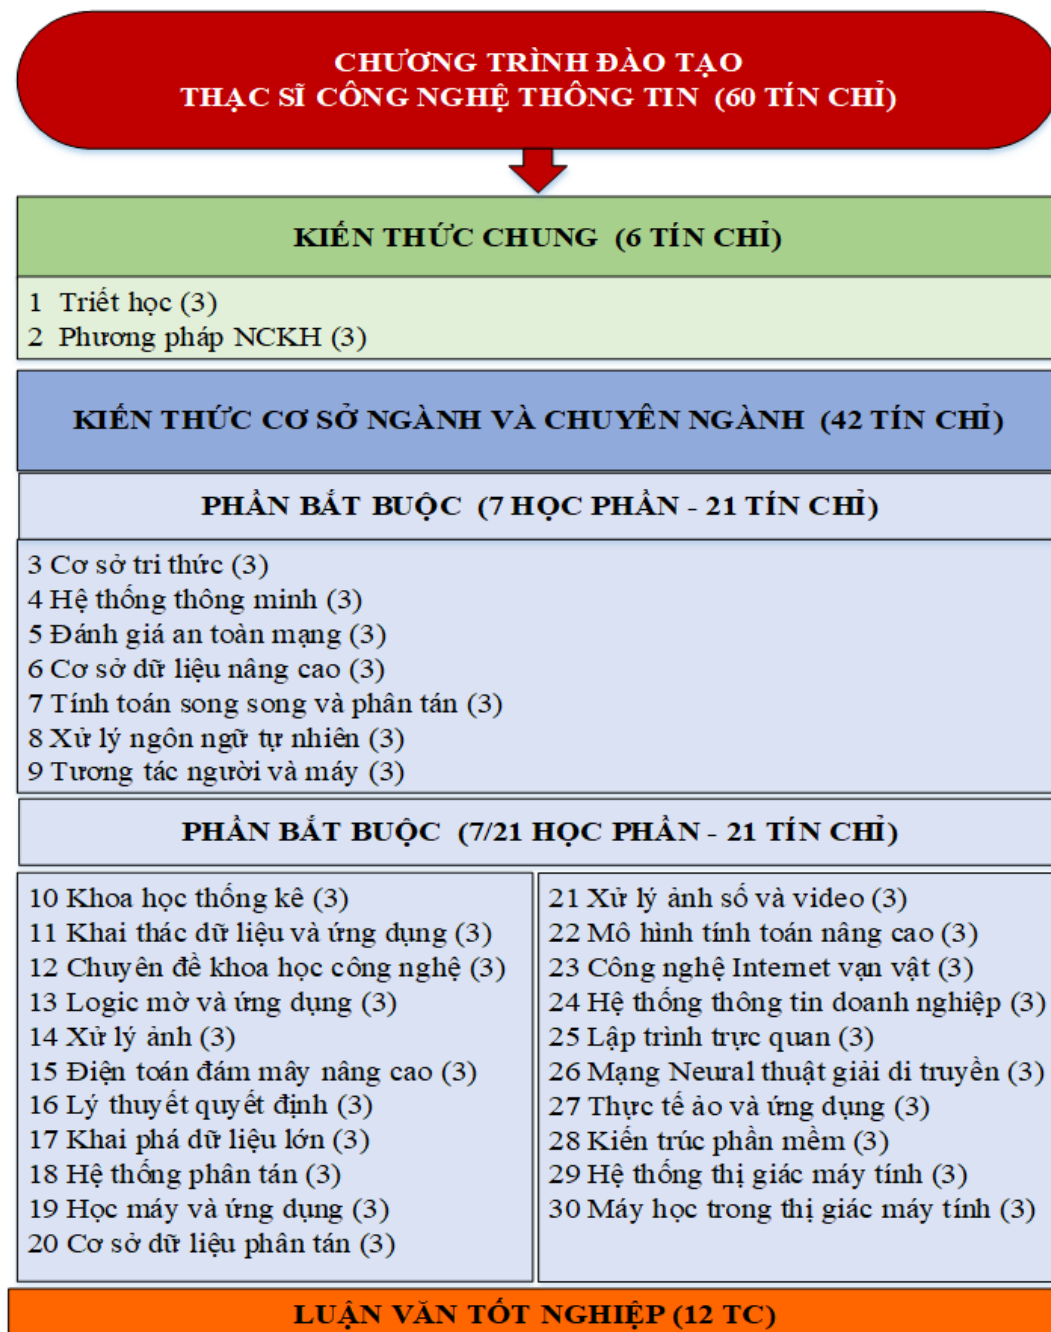 CHƯƠNG TRÌNH ĐÀO TẠO
THẠC SĨ CÔNG NGHỆ THÔNG TIN (60 TÍN CHỈ)
KIẾN THỨC CHUNG (6 TÍN CHỈ)
1 Triết học (3)
2 Phương pháp NCKH (3)
KIẾN THỨC CƠ SỞ NGÀNH VÀ CHUYÊN NGÀNH (42 TÍN CHỈ)
PHẦN BẮT BUỘC (7 HỌC PHẦN - 21 TÍN CHỈ)
3 Cơ sở tri thức (3)
4 Hệ thống thông minh (3)
5 Đánh giá an toàn mạng (3)
6 Cơ sở dữ liệu nâng cao (3)
7 Tính toán song song và phân tán (3)
8 Xử lý ngôn ngữ tự nhiên (3)
9 Tương tác người và máy (3)
PHẦN BẮT BUỘC (7/21 HỌC PHẦN - 21 TÍN CHỈ)
10 Khoa học thống kê (3)
11 Khai thác dữ liệu và ứng dụng (3)
12 Chuyên đề khoa học công nghệ (3)
13 Logic mờ và ứng dụng (3)
14 Xử lý ảnh (3)
15 Điện toán đám mây nâng cao (3)
16 Lý thuyết quyết định (3)
17 Khai phá dữ liệu lớn (3)
18 Hệ thống phân tán (3)
19 Học máy và ứng dụng (3)
20 Cơ sở dữ liệu phân tán (3)
21 Xử lý ảnh số và video (3)
22 Mô hình tính toán nâng cao (3)
23 Công nghệ Internet vạn vật (3)
24 Hệ thống thông tin doanh nghiệp (3)
25 Lập trình trực quan (3)
26 Mạng Neural thuật giải di truyền (3)
27 Thực tế ảo và ứng dụng (3)
28 Kiến trúc phần mềm (3)
29 Hệ thống thị giác máy tính (3)
30 Máy học trong thị giác máy tính (3)
LUẬN VĂN TỐT NGHIỆP (12 TC)